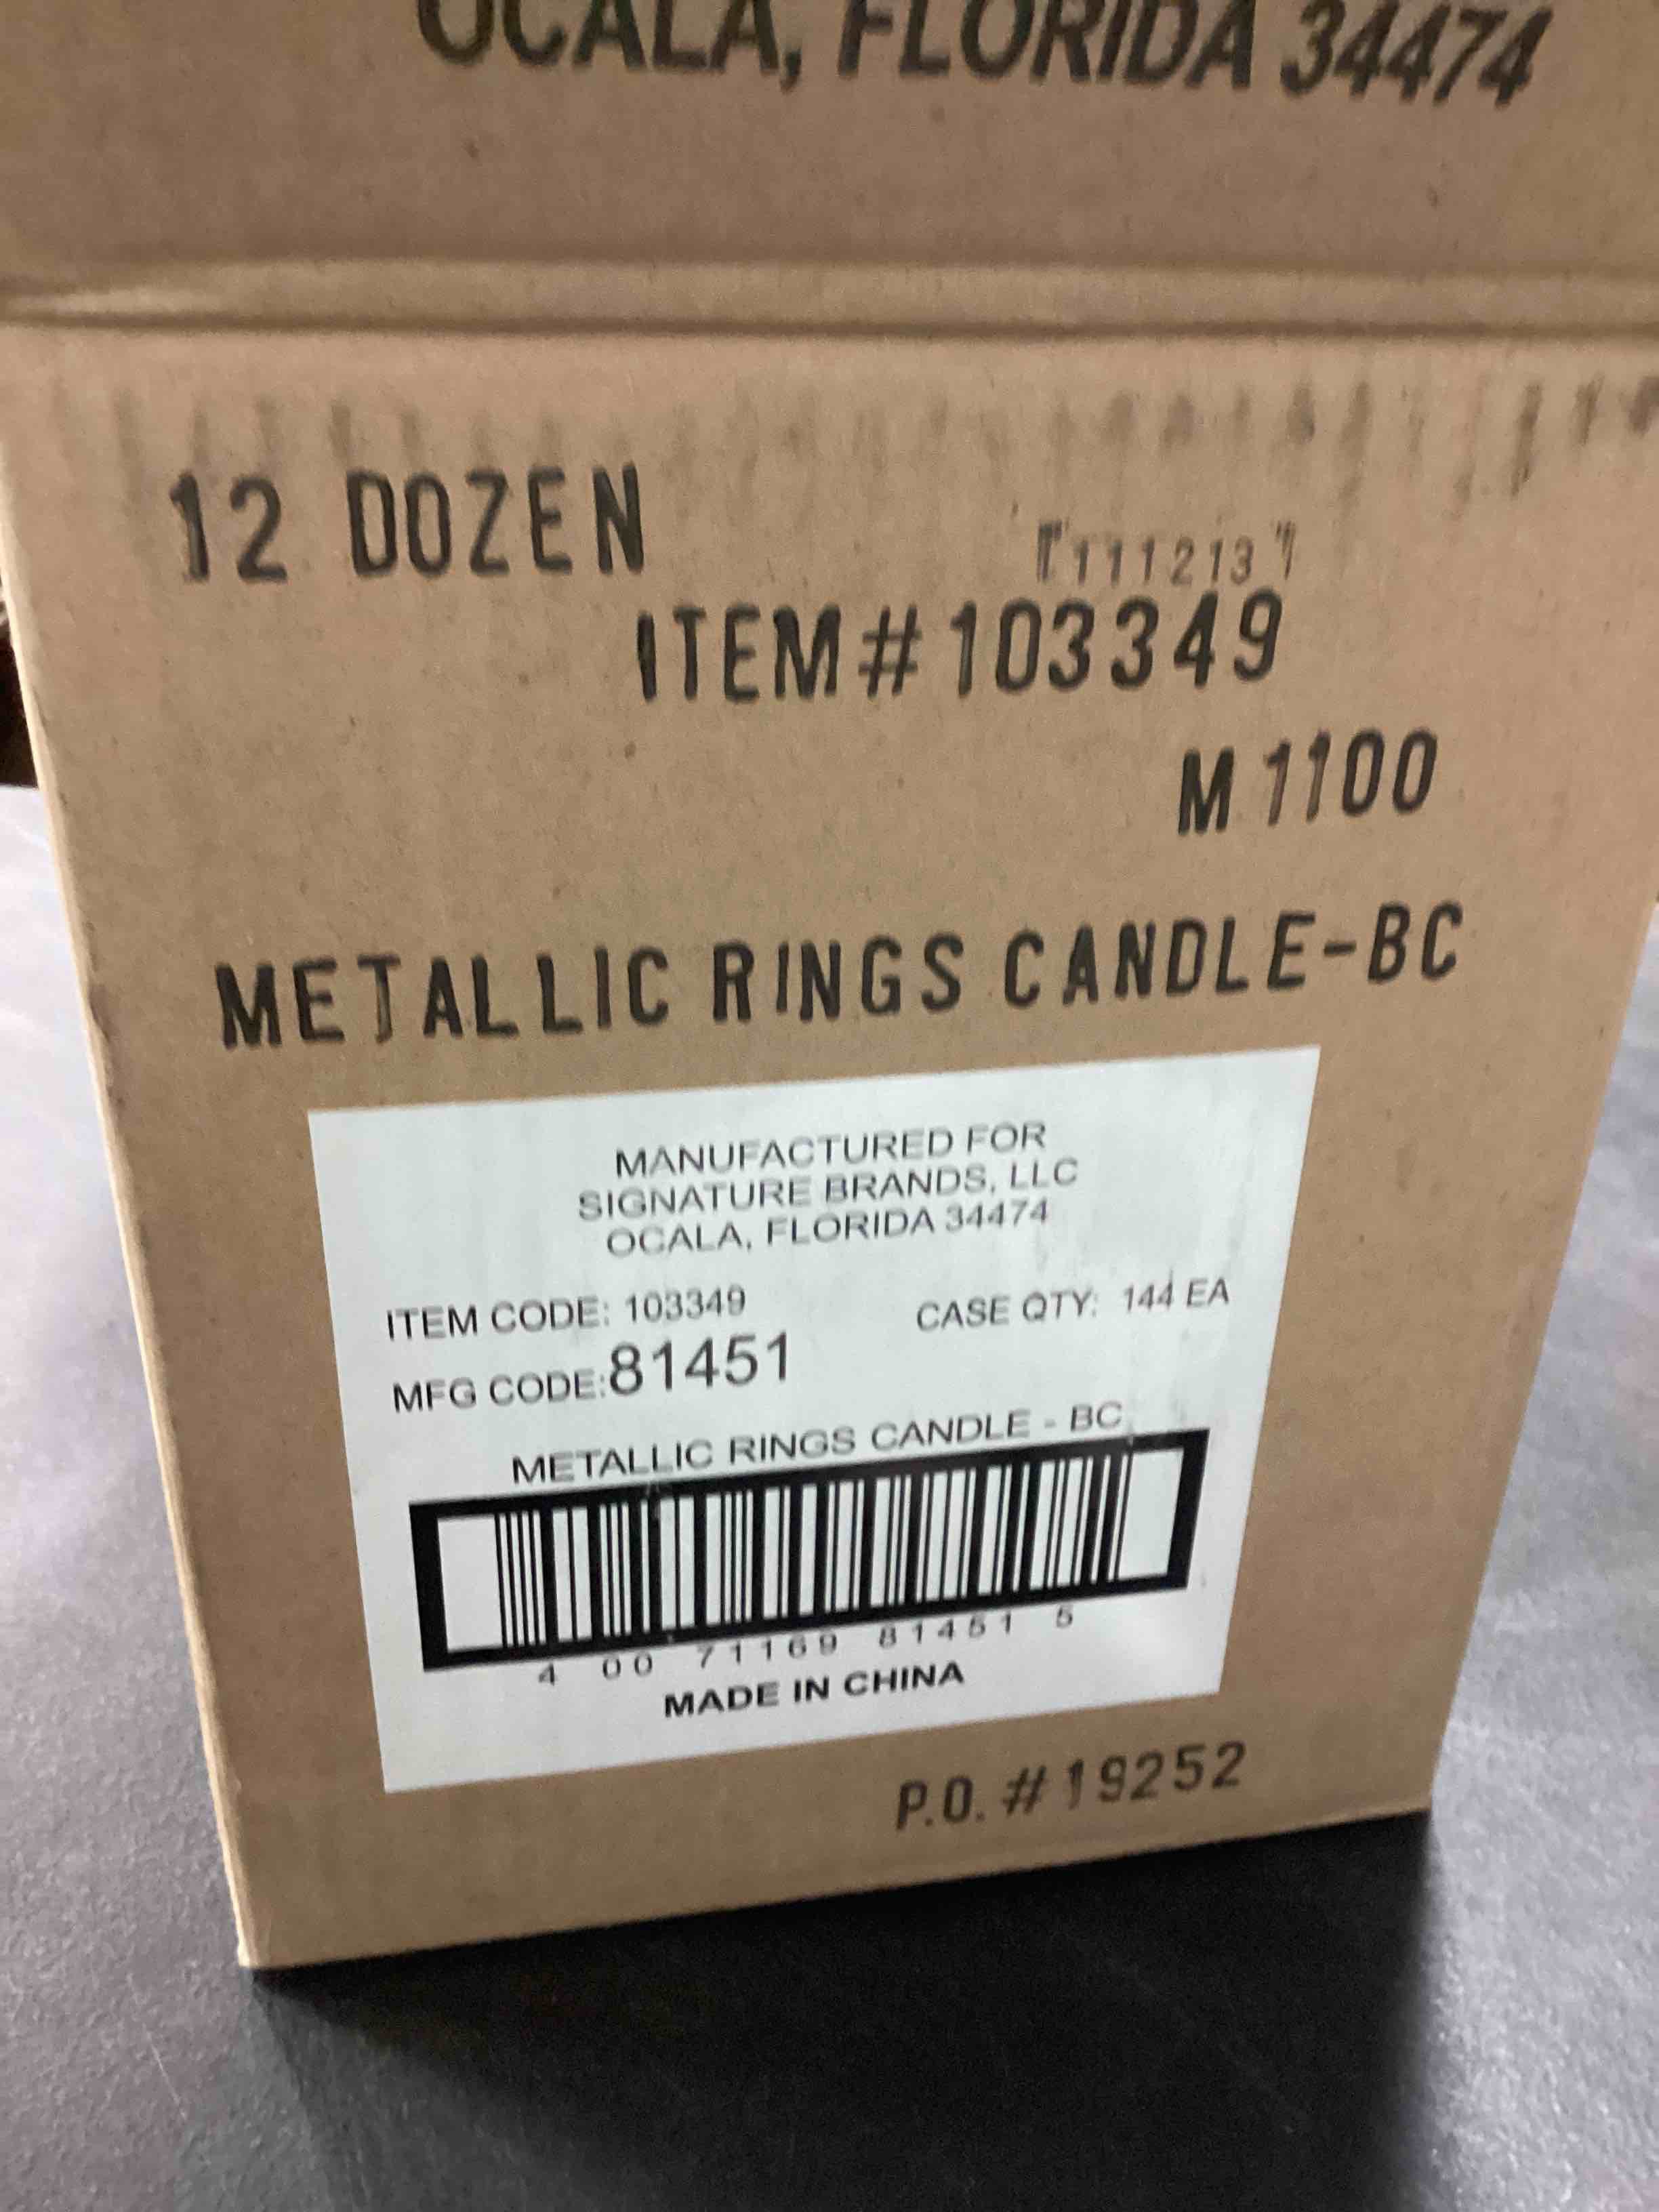 OCALA, FLORIDA 34474
12 DOZEN
111213
ITEM#103349
M 1100
METALLIC RINGS CANDLE-BC
MANUFACTURED FOR
SIGNATURE BRANDS, LLC
OCALA, FLORIDA 34474
ITEM CODE: 103349 CASE QTY: 144 EA
MFG CODE:81451
METALLIC RINGS CANDLE - BC
4 00 71169 81451 5
MADE IN CHINA
P.O.#19252